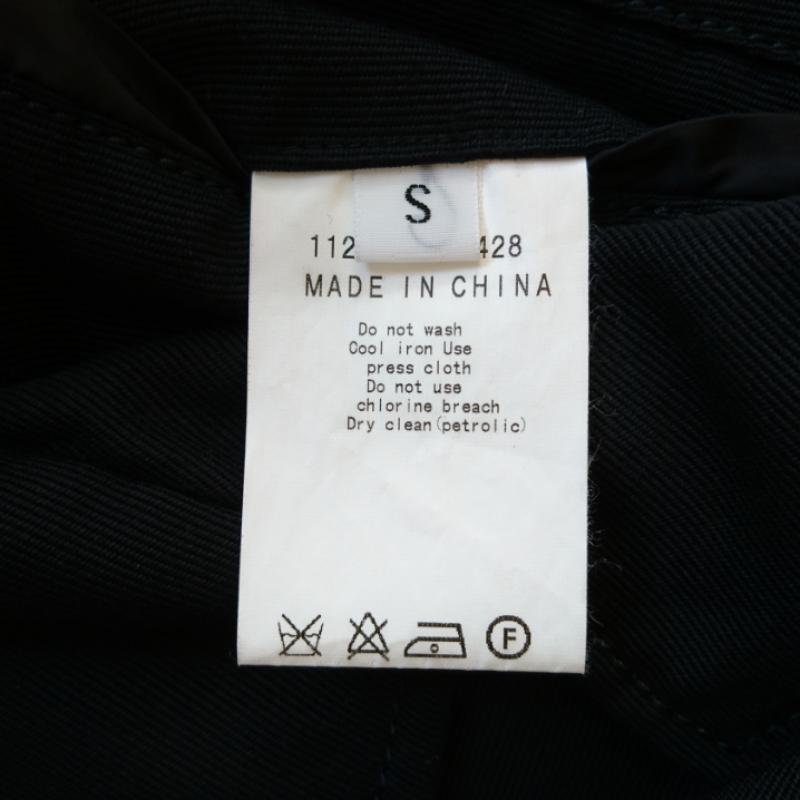 S
112 428
MADE IN CHINA
Do not wash
Cool iron Use
press cloth
Do not use
chlorine breach
Dry clean(petrolic)
F